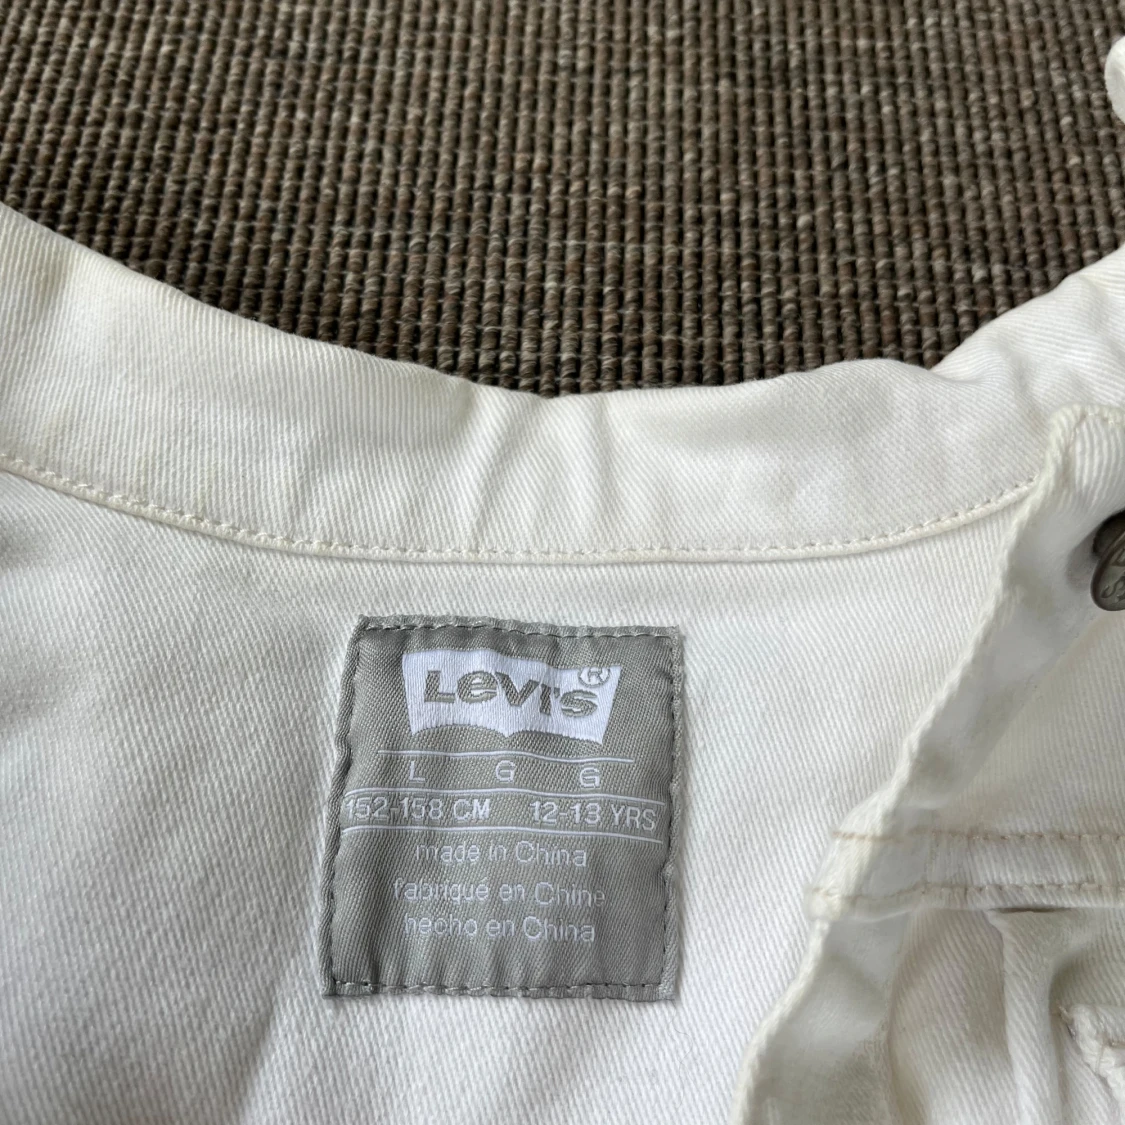 Levi's®
L G G
152-158 CM 12-13 YRS
made in China
fabriqué en Chine
hecho en China